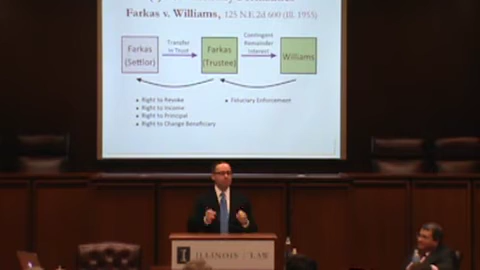 Farkas v. Williams, 125 N.E.2d 600 (Ill. 1955)
Farkas
(Settlor)
Transfer
in Trust
Farkas
(Trustee)
Contingent
Remainder
Interest
Williams
Right to Revoke
Right to Income
Right to Principal
Right to Change Beneficiary
Fiduciary Enforcement
I ILLINOIS LAW